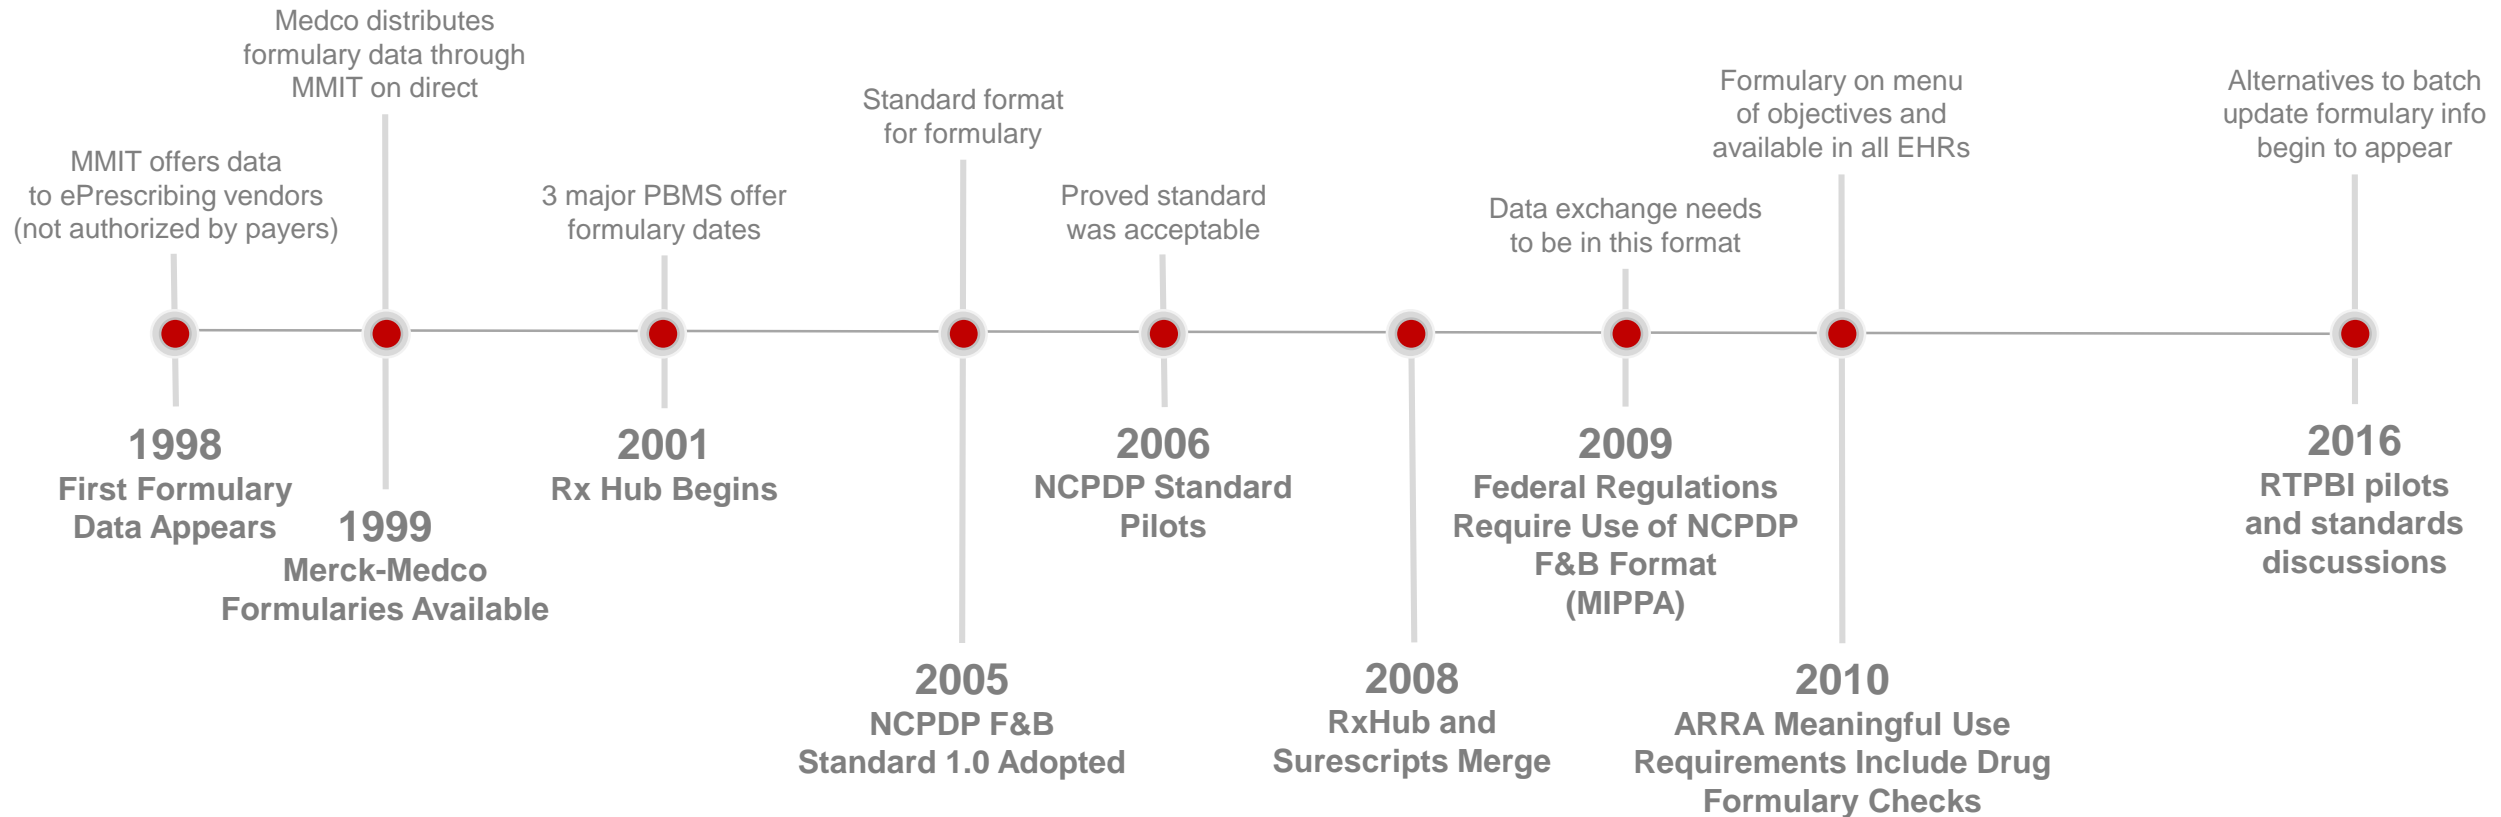 MMIT offers data
to ePrescribing vendors
(not authorized by payers)
1998
First Formulary
Data Appears
Medco distributes
formulary data through
MMIT on direct
1999
Merck-Medco
Formularies Available
3 major PBMS offer
formulary dates
2001
Rx Hub Begins
Standard format
for formulary
2005
NCPDP F&B
Standard 1.0 Adopted
Proved standard
was acceptable
2006
NCPDP Standard
Pilots
2008
RxHub and
Surescripts Merge
Data exchange needs
to be in this format
2009
Federal Regulations
Require Use of NCPDP
F&B Format
(MIPPA)
Formulary on menu
of objectives and
available in all EHRs
2010
ARRA Meaningful Use
Requirements Include Drug
Formulary Checks
Alternatives to batch
update formulary info
begin to appear
2016
RTPBI pilots
and standards
discussions